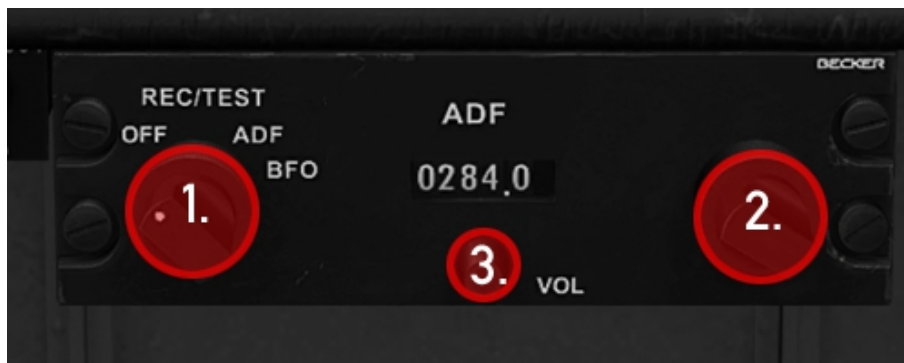 BECKER
REC/TEST
ADF
OFF ADF
BFO
0284.0
1.
2.
3.
VOL